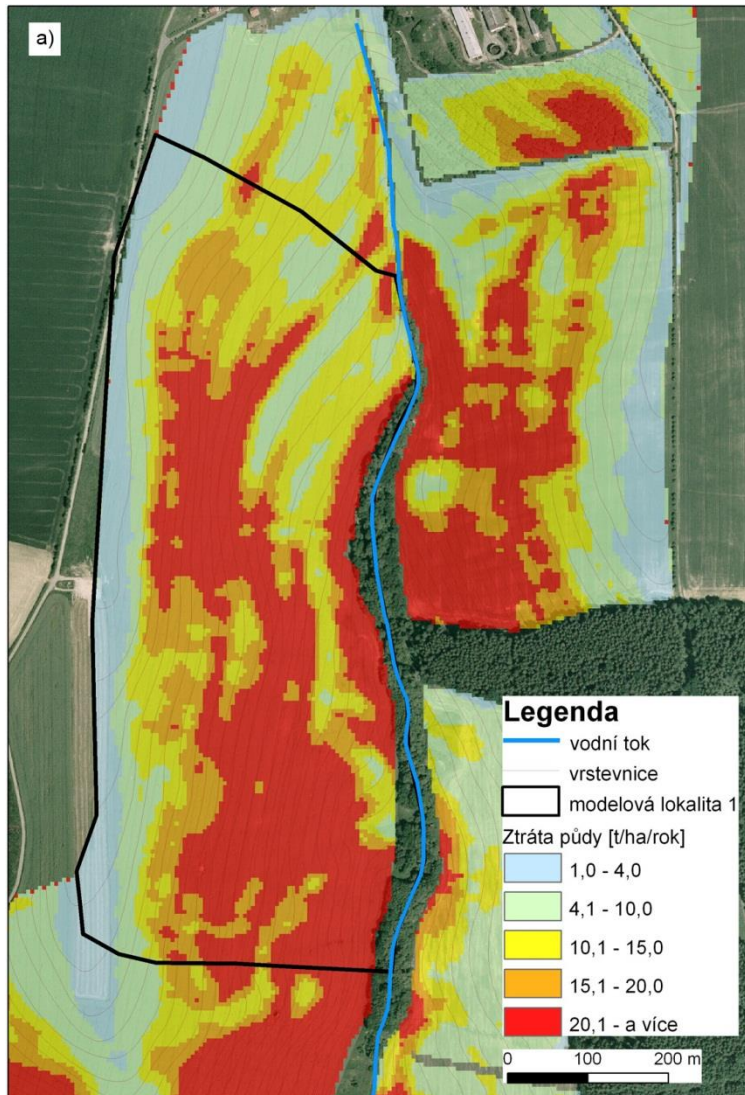 a)
Legenda
vodní tok
vrstevnice
modelová lokalita 1
Ztráta půdy [t/ha/rok]
1,0 - 4,0
4,1 - 10,0
10,1 - 15,0
15,1 - 20,0
20,1 - a více
0 100 200 m